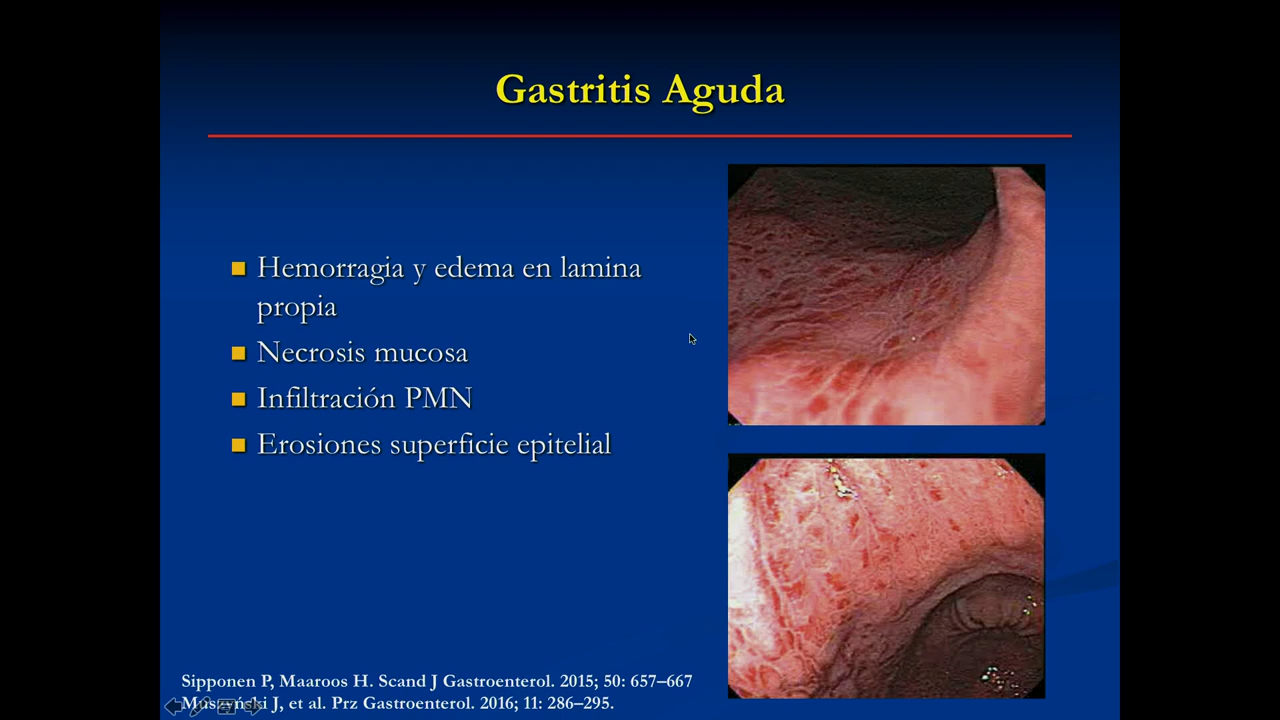 Gastritis Aguda
Hemorragia y edema en lamina
propia
Necrosis mucosa
Infiltración PMN
Erosiones superficie epitelial
Sipponen P, Maaroos H. Scand J Gastroenterol. 2015; 50: 657–667
Muszyński J, et al. Prz Gastroenterol. 2016; 11: 286–295.